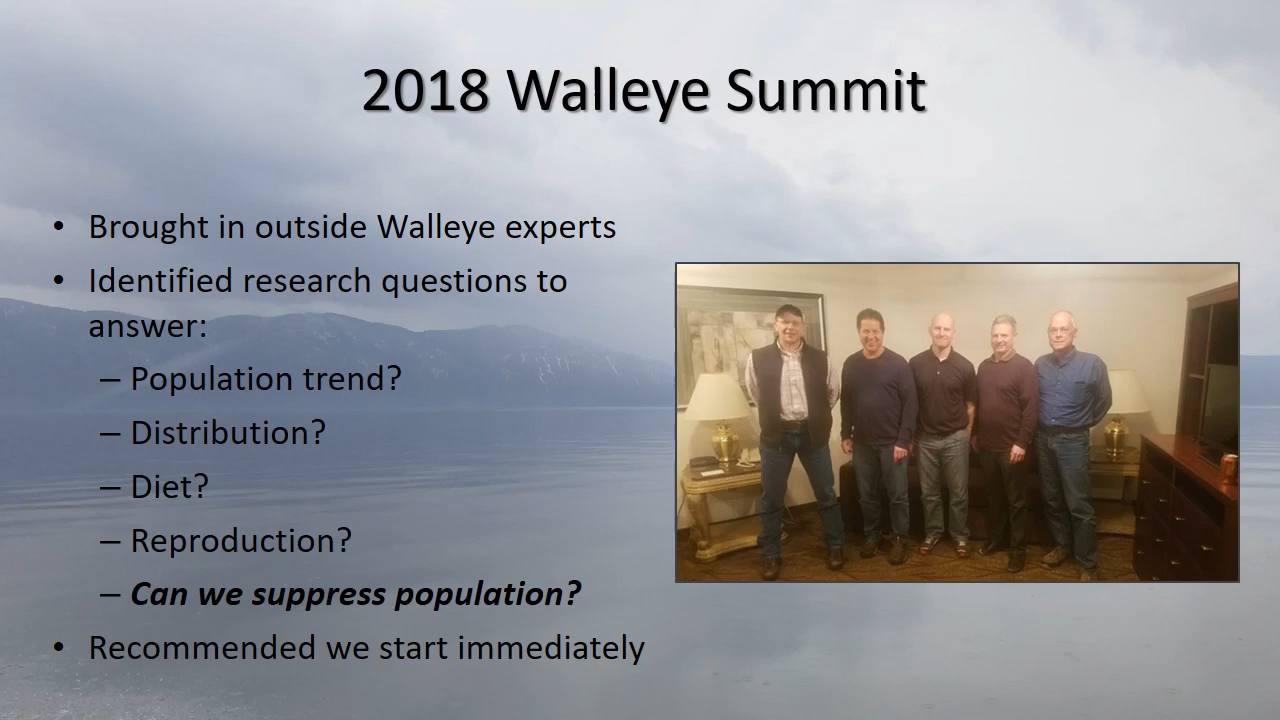 2018 Walleye Summit
• Brought in outside Walleye experts
• Identified research questions to
answer:
– Population trend?
– Distribution?
– Diet?
– Reproduction?
– Can we suppress population?
• Recommended we start immediately